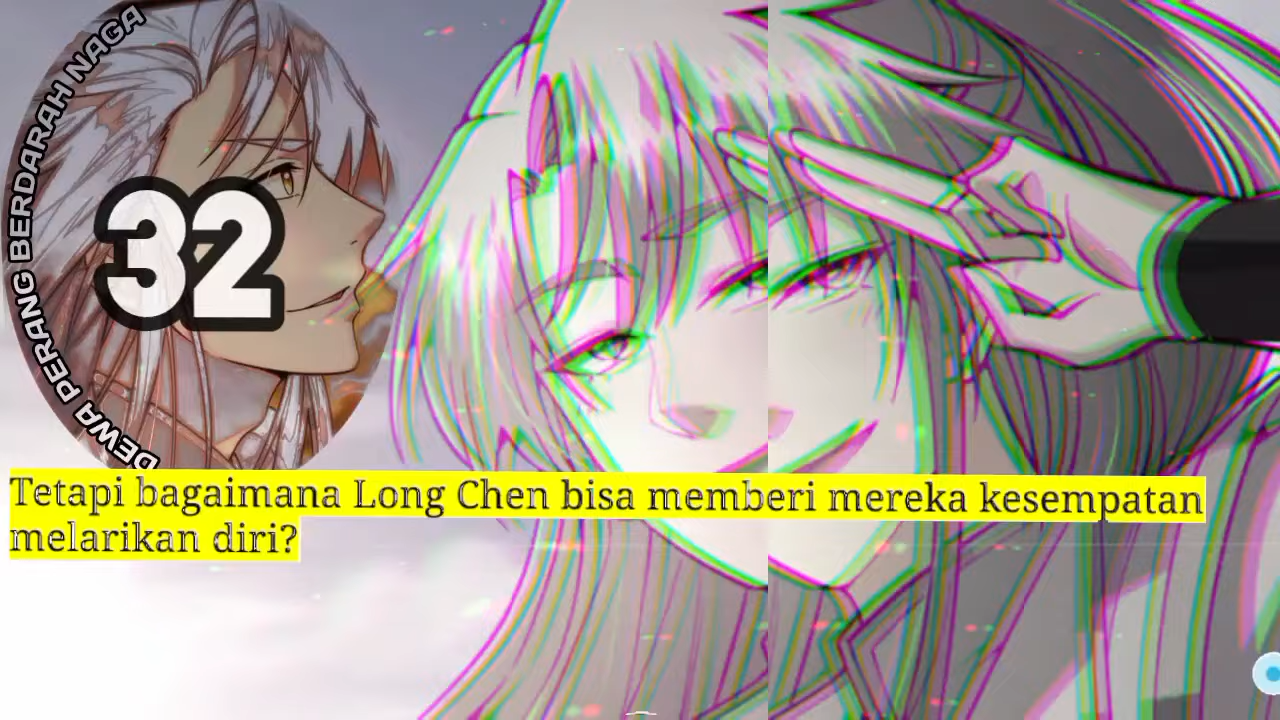 DEWA PERANG BERDARAH NAGA
32
Tetapi bagaimana Long Chen bisa memberi mereka kesempatan
melarikan diri?